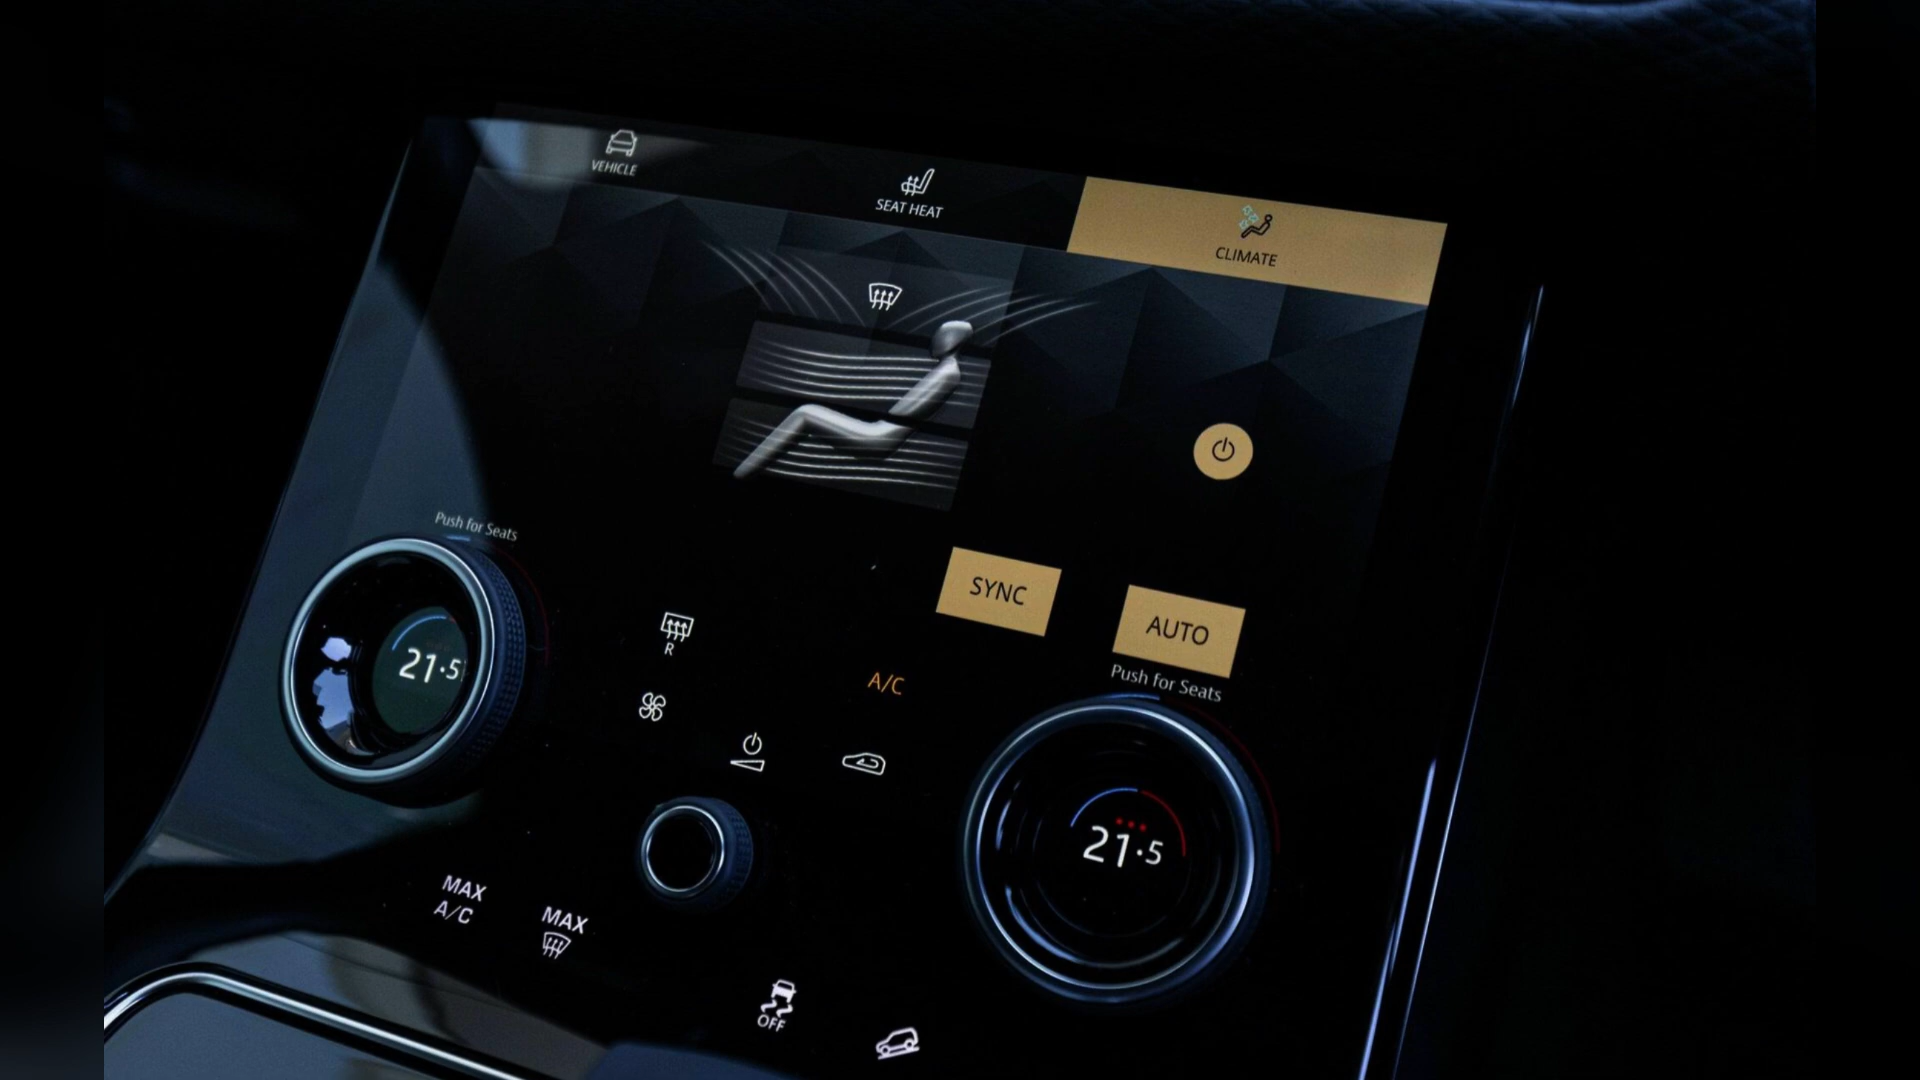 VEHICLE
SEAT HEAT
CLIMATE
Push for Seats
SYNC
AUTO
21.5
R
A/C
Push for Seats
21.5
MAX
A/C
MAX
OFF